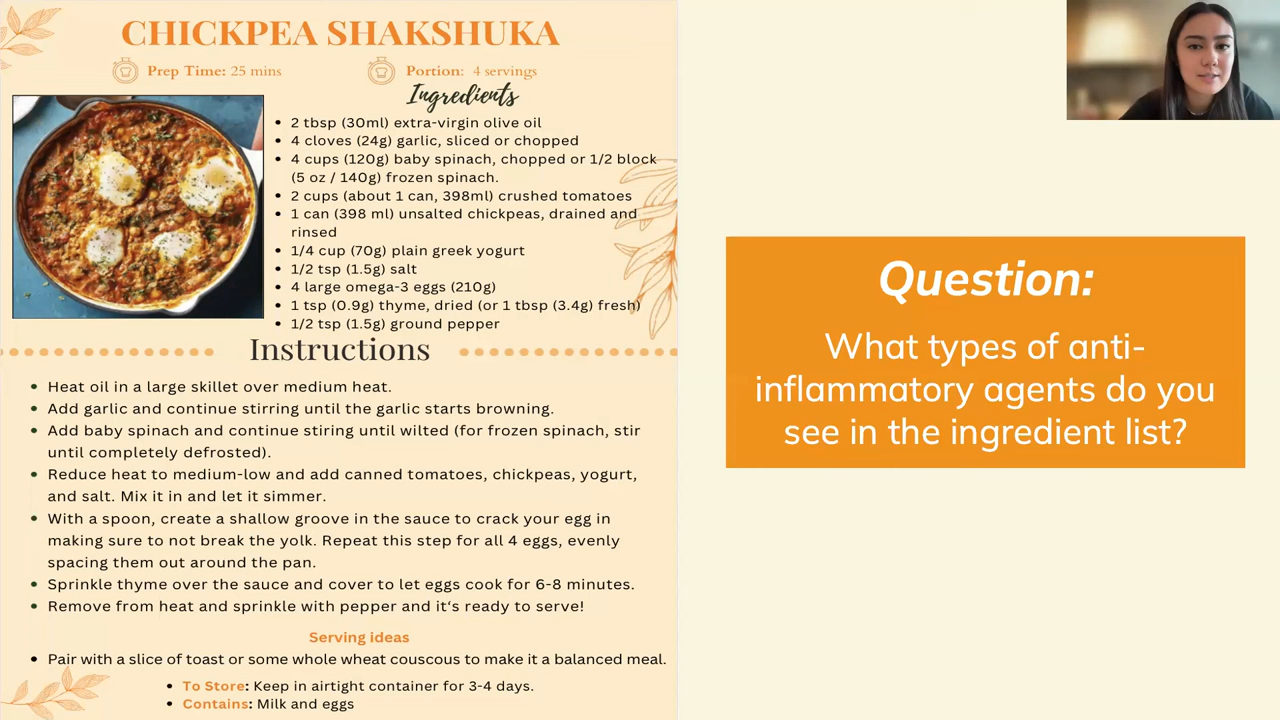 CHICKPEA SHAKSHUKA
Prep Time: 25 mins
Portion: 4 servings
Ingredients
• 2 tbsp (30ml) extra-virgin olive oil
• 4 cloves (24g) garlic, sliced or chopped
• 4 cups (120g) baby spinach, chopped or 1/2 block
(5 oz / 140g) frozen spinach.
• 2 cups (about 1 can, 398ml) crushed tomatoes
• 1 can (398 ml) unsalted chickpeas, drained and
rinsed
• 1/4 cup (70g) plain greek yogurt
• 1/2 tsp (1.5g) salt
• 4 large omega-3 eggs (210g)
• 1 tsp (0.9g) thyme, dried (or 1 tbsp (3.4g) fresh)
• 1/2 tsp (1.5g) ground pepper
Instructions
• Heat oil in a large skillet over medium heat.
• Add garlic and continue stirring until the garlic starts browning.
• Add baby spinach and continue stiring until wilted (for frozen spinach, stir
until completely defrosted).
• Reduce heat to medium-low and add canned tomatoes, chickpeas, yogurt,
and salt. Mix it in and let it simmer.
• With a spoon, create a shallow groove in the sauce to crack your egg in
making sure to not break the yolk. Repeat this step for all 4 eggs, evenly
spacing them out around the pan.
• Sprinkle thyme over the sauce and cover to let eggs cook for 6-8 minutes.
• Remove from heat and sprinkle with pepper and it's ready to serve!
Serving ideas
• Pair with a slice of toast or some whole wheat couscous to make it a balanced meal.
• To Store: Keep in airtight container for 3-4 days.
• Contains: Milk and eggs
Question:
What types of anti-
inflammatory agents do you
see in the ingredient list?